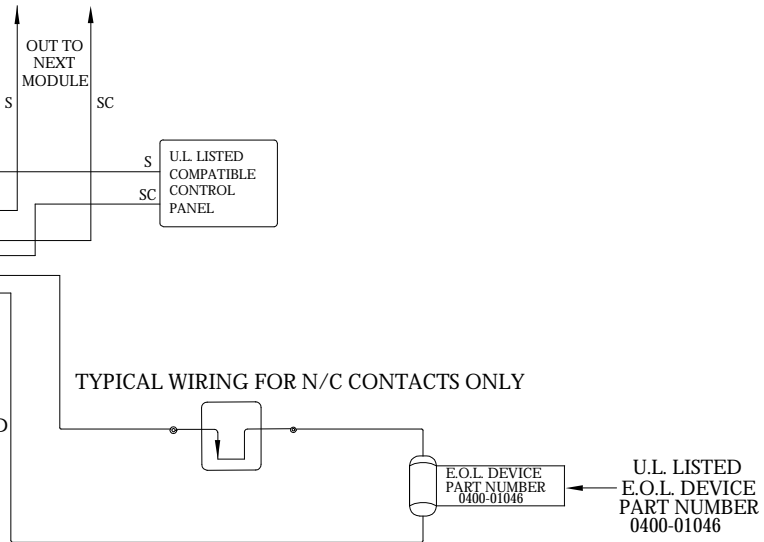 OUT TO
NEXT
MODULE
S
SC
S
SC
U.L. LISTED
COMPATIBLE
CONTROL
PANEL
TYPICAL WIRING FOR N/C CONTACTS ONLY
E.O.L. DEVICE
PART NUMBER
0400-01046
U.L. LISTED
E.O.L. DEVICE
PART NUMBER
0400-01046